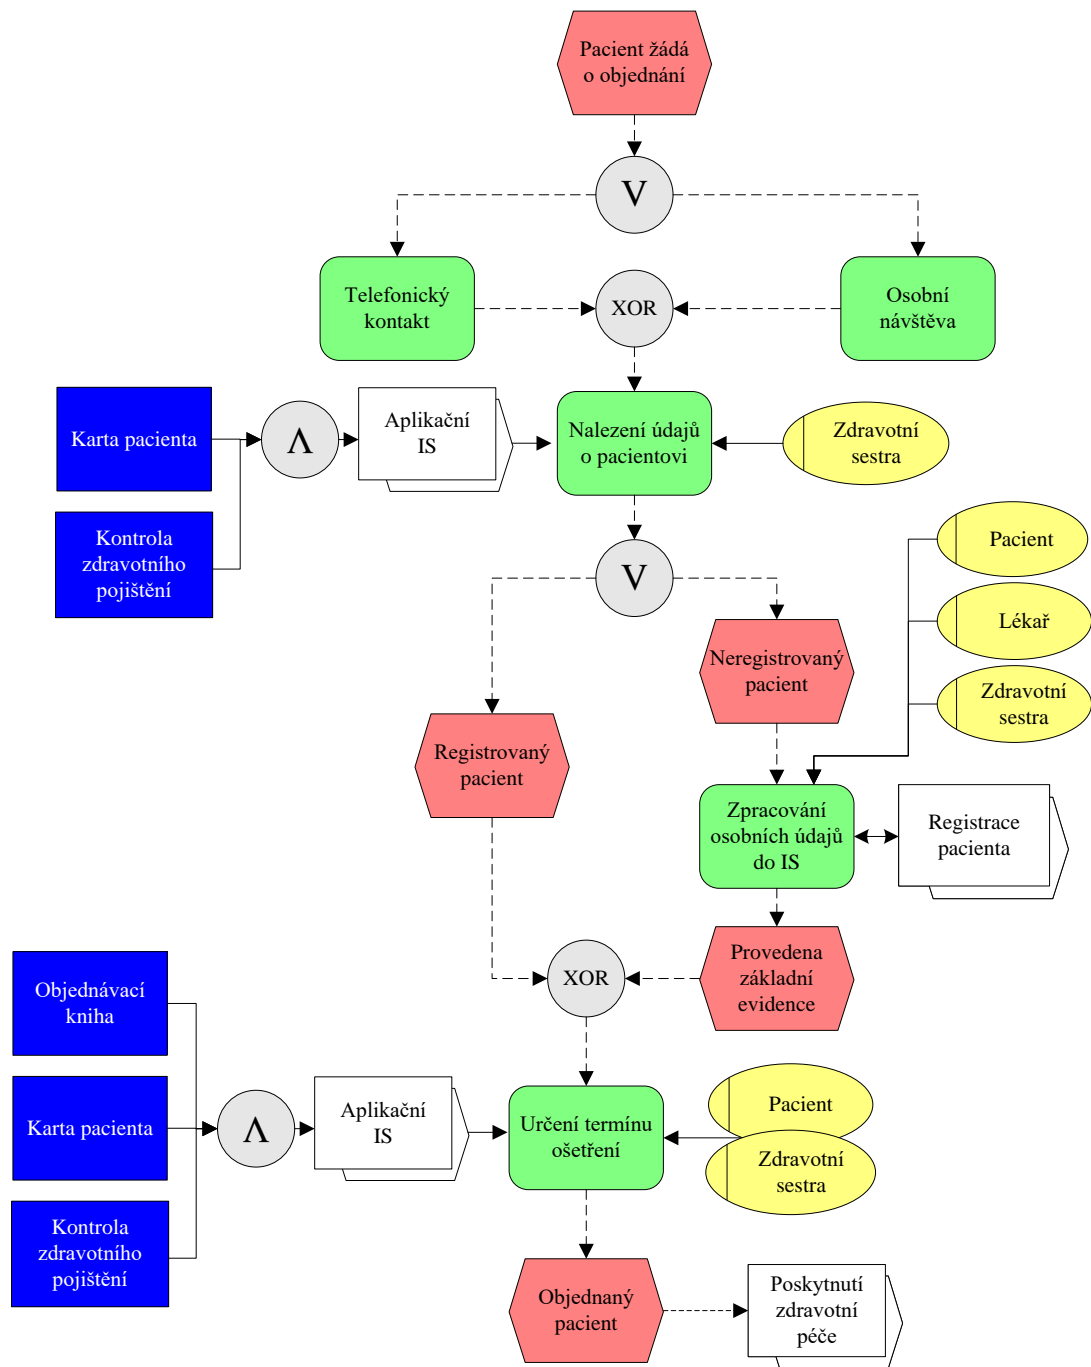 Pacient žádá
o objednání
V
Telefonický
kontakt
XOR
Osobní
návštěva
Karta pacienta
Λ
Aplikační
IS
Nalezení údajů
o pacientovi
Zdravotní
sestra
Kontrola
zdravotního
pojištění
V
Pacient
Lékař
Zdravotní
sestra
Neregistrovaný
pacient
Registrovaný
pacient
Zpracování
osobních údajů
do IS
Registrace
pacienta
XOR
Provedena
základní
evidence
Objednávací
kniha
Karta pacienta
Kontrola
zdravotního
pojištění
Λ
Aplikační
IS
Určení termínu
ošetření
Pacient
Zdravotní
sestra
Objednaný
pacient
Poskytnutí
zdravotní
péče